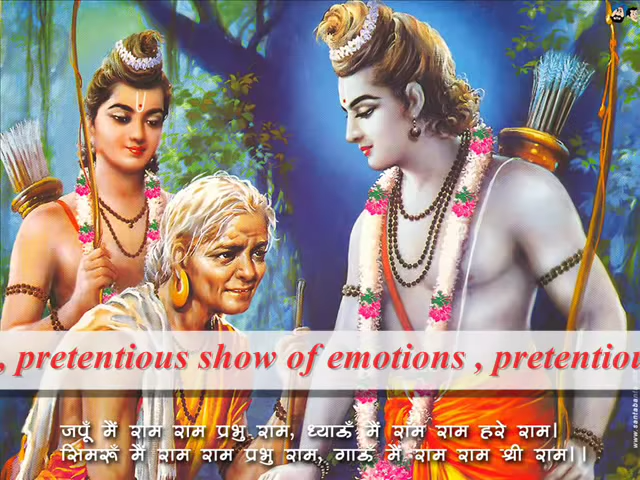 , pretentious show of emotions , pretentiou
जपूँ मैं राम राम प्रभु राम, ध्याऊँ मैं राम राम हरे राम।
सिमरूँ मैं राम राम प्रभु राम, गाऊँ मैं राम राम श्री राम।।